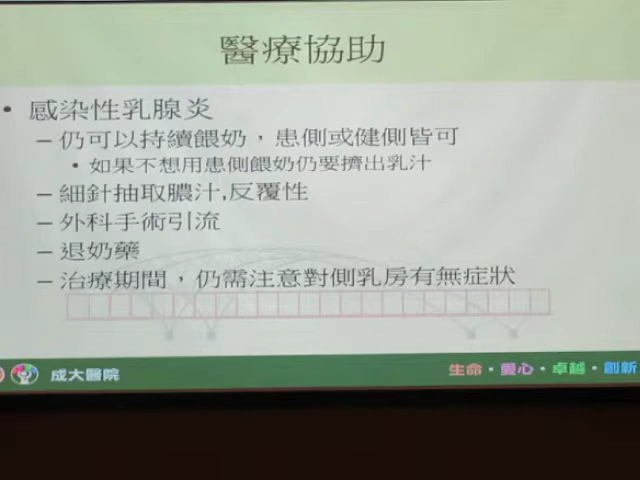 醫療協助
• 感染性乳腺炎
– 仍可以持續餵奶，患側或健側皆可
• 如果不想用患側餵奶仍要擠出乳汁
– 細針抽取膿汁,反覆性
– 外科手術引流
– 退奶藥
– 治療期間，仍需注意對側乳房有無症狀
成大醫院
生命・愛心・卓越・創新